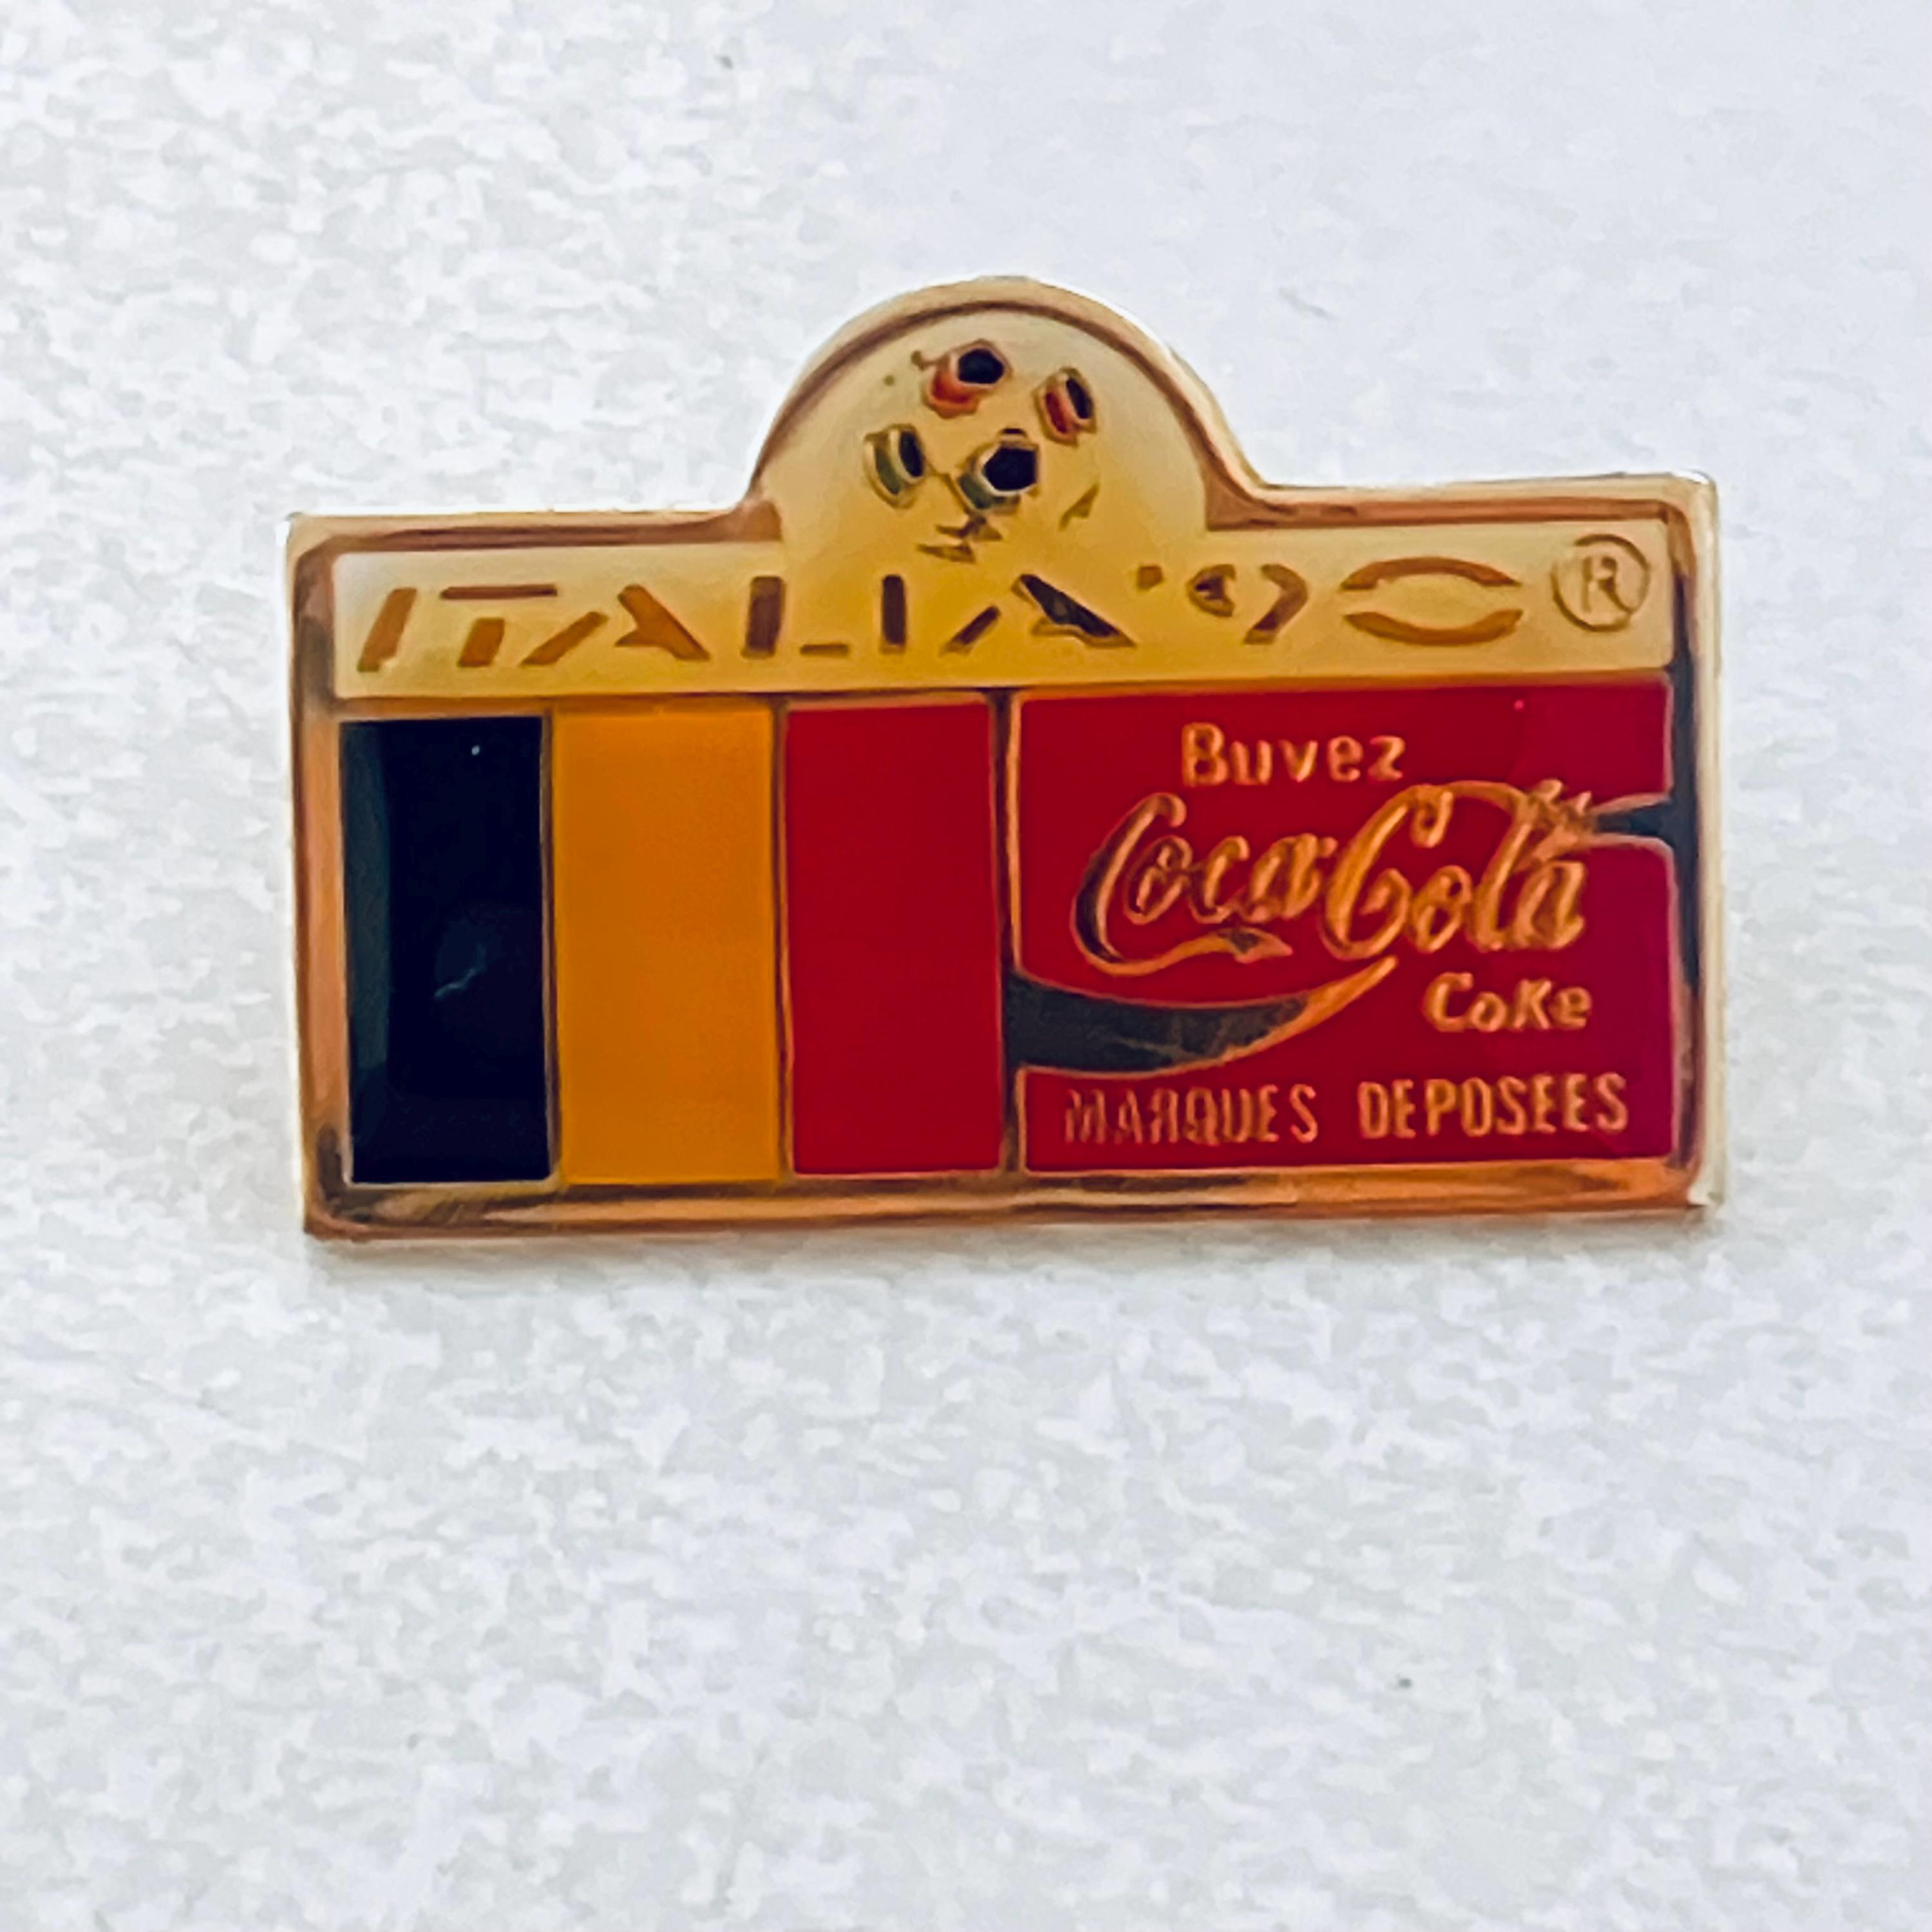 ITALIA '90 ®
Buvez
Coca-Cola
Coke
MARQUES DEPOSEES